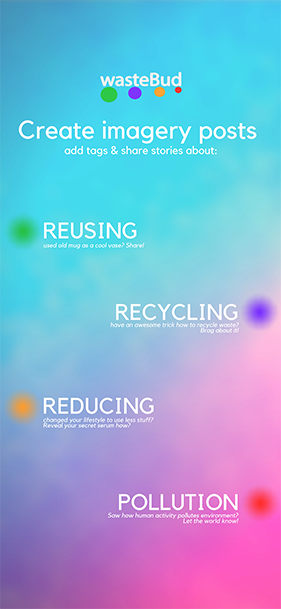 wasteBud
Create imagery posts
add tags & share stories about:
REUSING
used old mug as a cool vase? Share!
RECYCLING
have an awesome trick how to recycle waste?
Brag about it!
REDUCING
changed your lifestyle to use less stuff?
Reveal your secret serum how?
POLLUTION
Saw how human activity pollutes environment?
Let the world know!